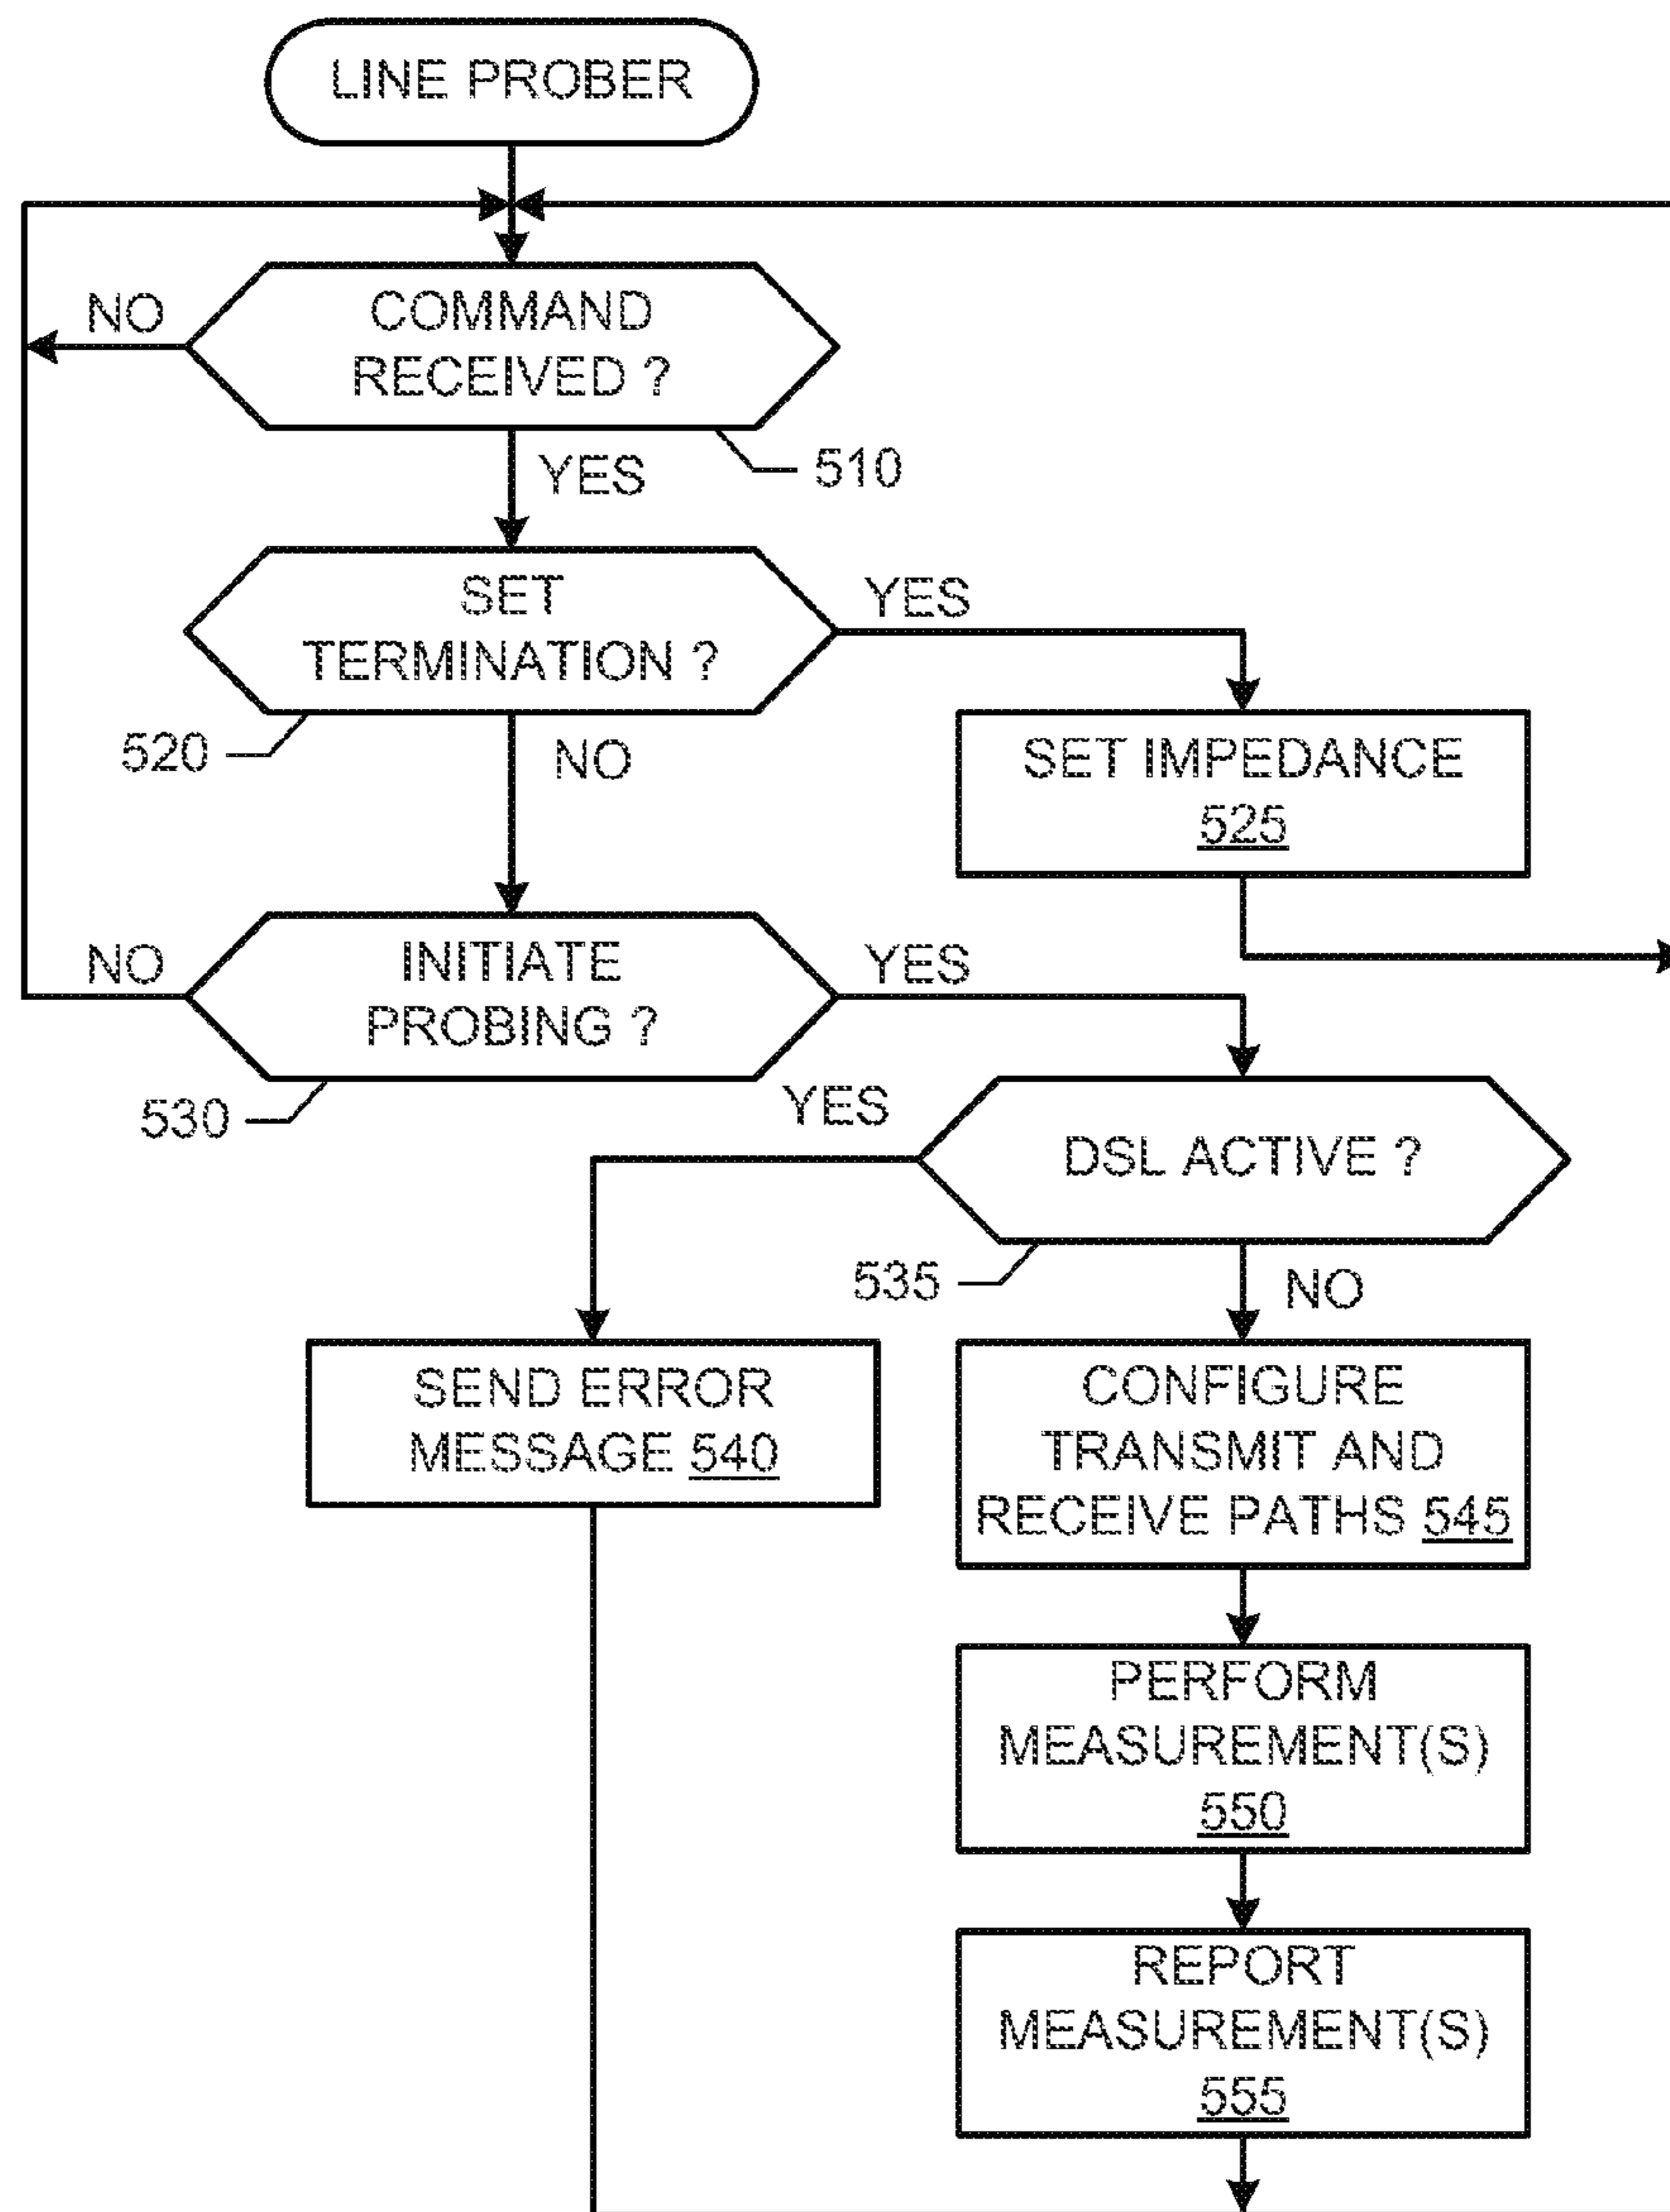 LINE PROBER
NO
COMMAND
RECEIVED ?
510
YES
SET
TERMINATION ?
YES
520
NO
SET IMPEDANCE
525
NO
INITIATE
PROBING ?
YES
530
YES
DSL ACTIVE ?
535
NO
SEND ERROR
MESSAGE 540
CONFIGURE
TRANSMIT AND
RECEIVE PATHS 545
PERFORM
MEASUREMENT(S)
550
REPORT
MEASUREMENT(S)
555